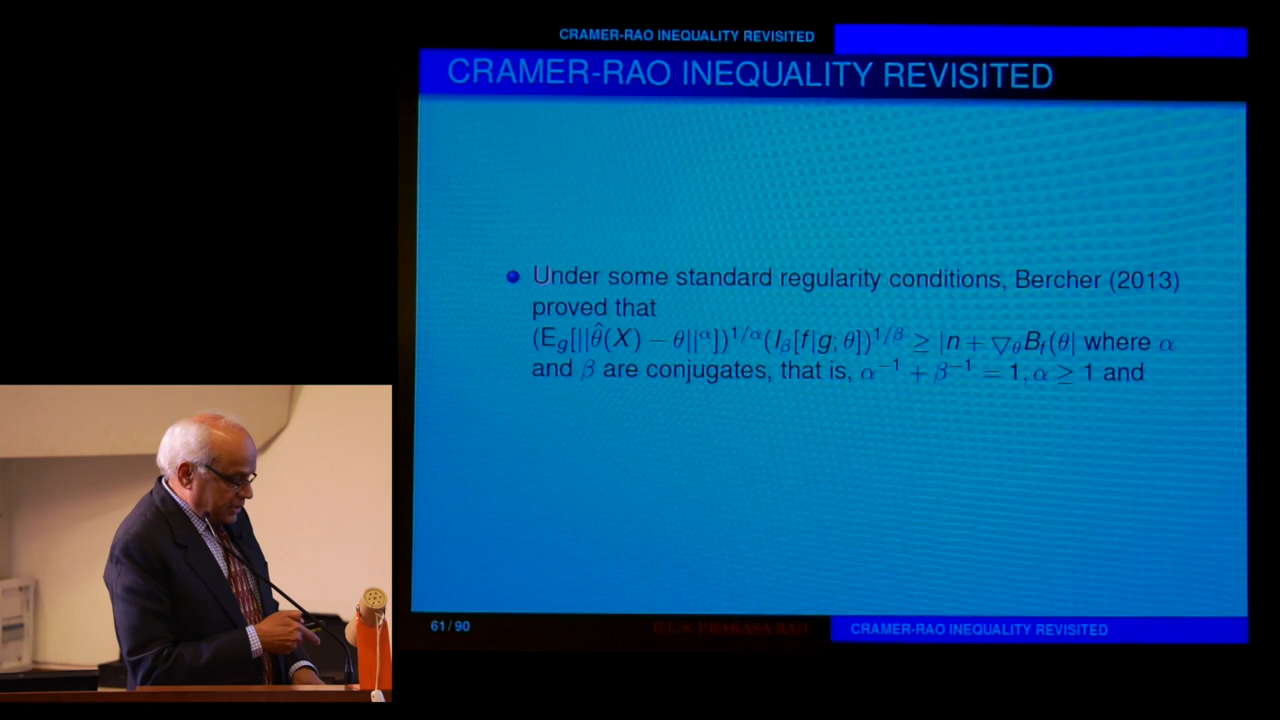 CRAMER-RAO INEQUALITY REVISITED
CRAMER-RAO INEQUALITY REVISITED
Under some standard regularity conditions, Bercher (2013)
proved that
(E_g[||θ̂(X) − θ||^α])^{1/α}(I_β[f|g; θ])^{1/β} ≥ |n + ▽_θB_f(θ| where α
and β are conjugates, that is, α^{−1} + β^{−1} = 1, α ≥ 1 and
61/90
PRAKASA RAO
CRAMER-RAO INEQUALITY REVISITED